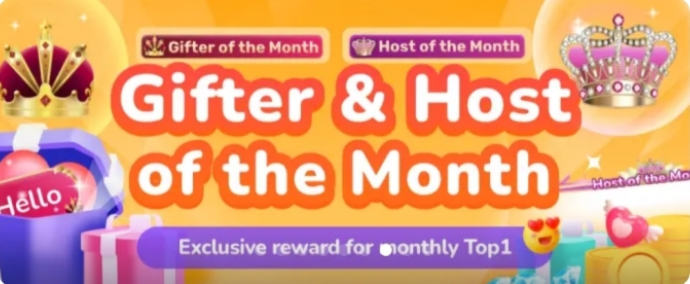 Gifter of the Month
Host of the Month
Gifter & Host
of the Month
Hello
Host of the Mo
Exclusive reward for monthly Top1